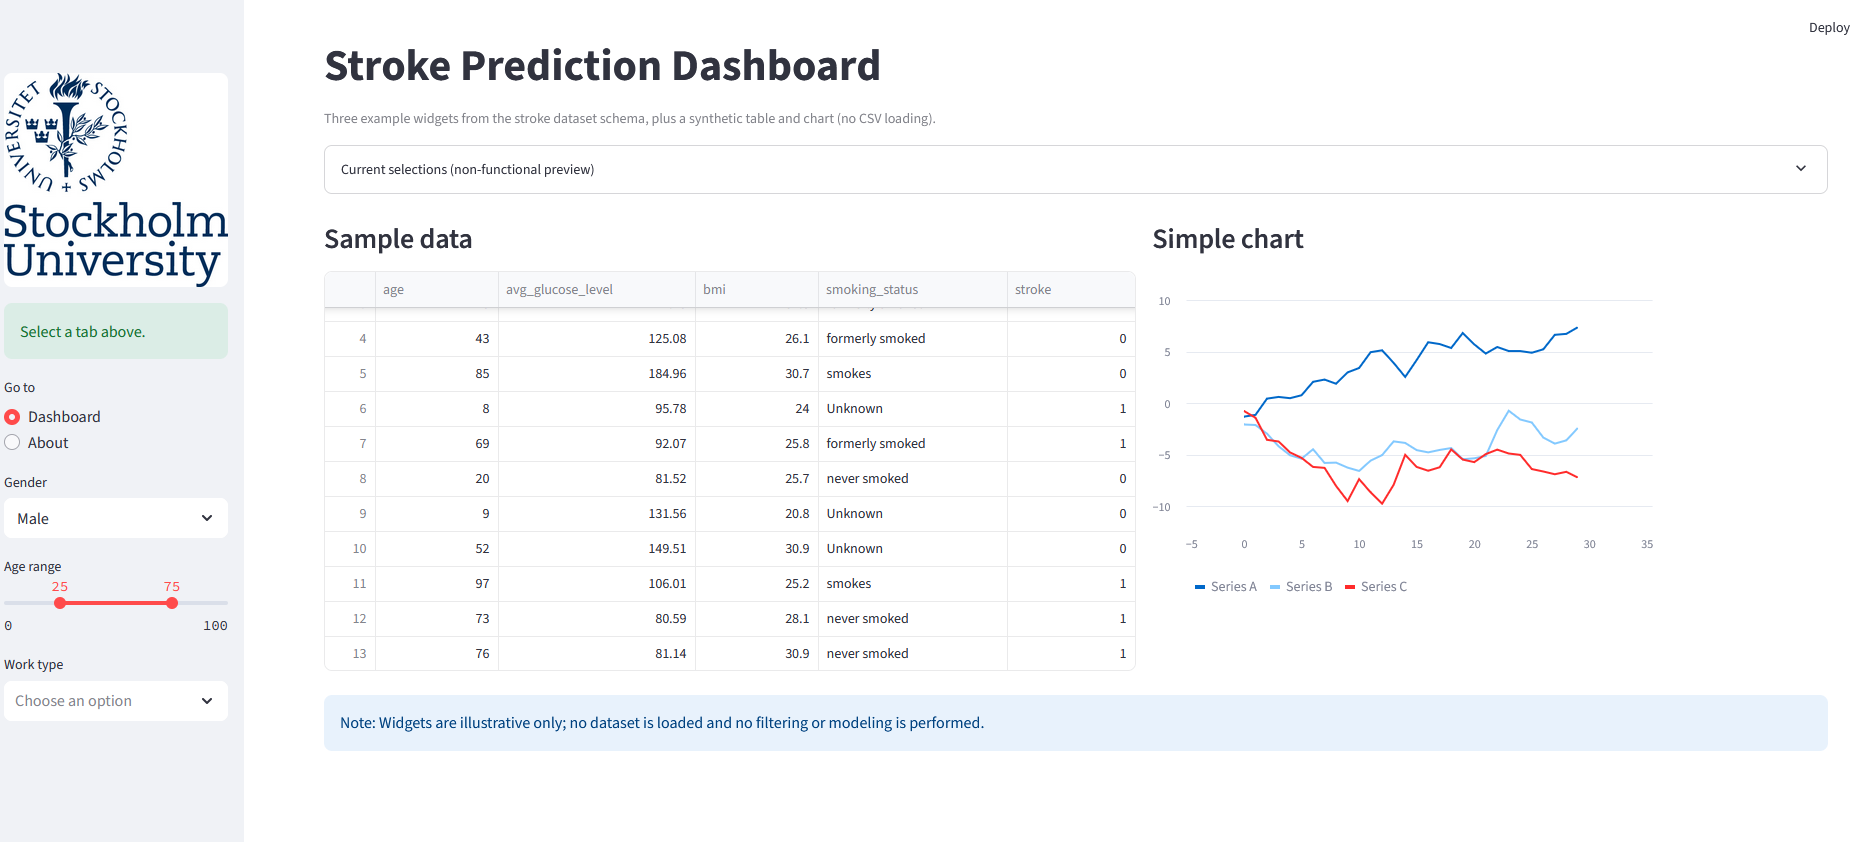 Deploy
STOCKHOLMS UNIVERSITET
Stockholm
University
Select a tab above.
Go to
Dashboard
About
Gender
Male
Age range
25 75
0 100
Work type
Choose an option
Stroke Prediction Dashboard
Three example widgets from the stroke dataset schema, plus a synthetic table and chart (no CSV loading).
Current selections (non-functional preview)
Sample data
age avg_glucose_level bmi smoking_status stroke
4 43 125.08 26.1 formerly smoked 0
5 85 184.96 30.7 smokes 0
6 8 95.78 24 Unknown 1
7 69 92.07 25.8 formerly smoked 1
8 20 81.52 25.7 never smoked 0
9 9 131.56 20.8 Unknown 0
10 52 149.51 30.9 Unknown 0
11 97 106.01 25.2 smokes 1
12 73 80.59 28.1 never smoked 1
13 76 81.14 30.9 never smoked 1
Simple chart
10
5
0
−5
−10
−5 0 5 10 15 20 25 30 35
Series A Series B Series C
Note: Widgets are illustrative only; no dataset is loaded and no filtering or modeling is performed.